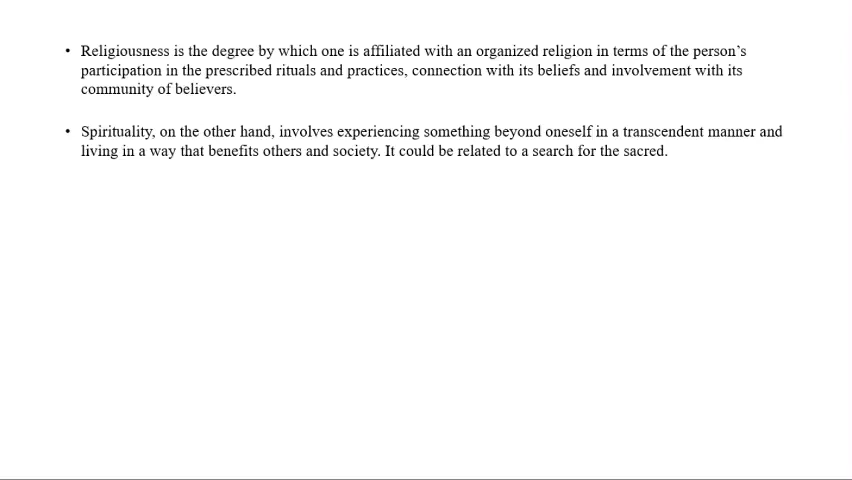 • Religiousness is the degree by which one is affiliated with an organized religion in terms of the person’s
participation in the prescribed rituals and practices, connection with its beliefs and involvement with its
community of believers.
• Spirituality, on the other hand, involves experiencing something beyond oneself in a transcendent manner and
living in a way that benefits others and society. It could be related to a search for the sacred.